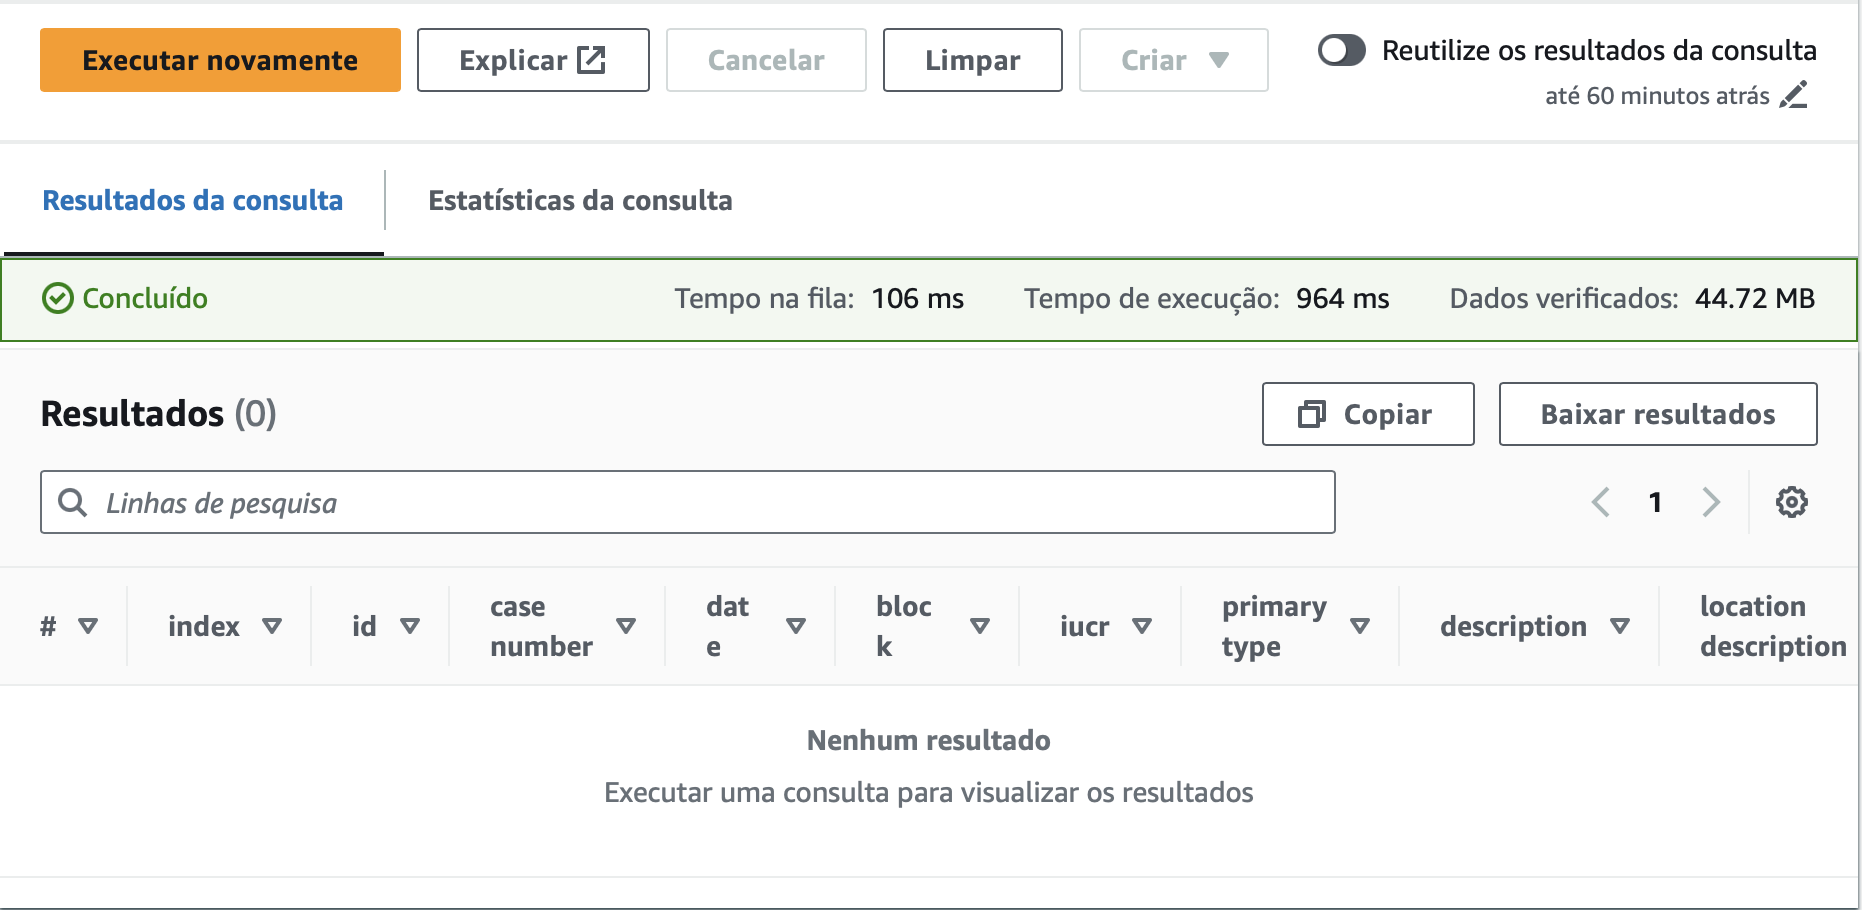 Executar novamente Explicar Cancelar Limpar Criar Reutilize os resultados da consulta
até 60 minutos atrás
Resultados da consulta Estatísticas da consulta
Concluído Tempo na fila: 106 ms Tempo de execução: 964 ms Dados verificados: 44.72 MB
Resultados (0) Copiar Baixar resultados
Linhas de pesquisa 1
# index id case number date block iucr primary type description location description
Nenhum resultado
Executar uma consulta para visualizar os resultados